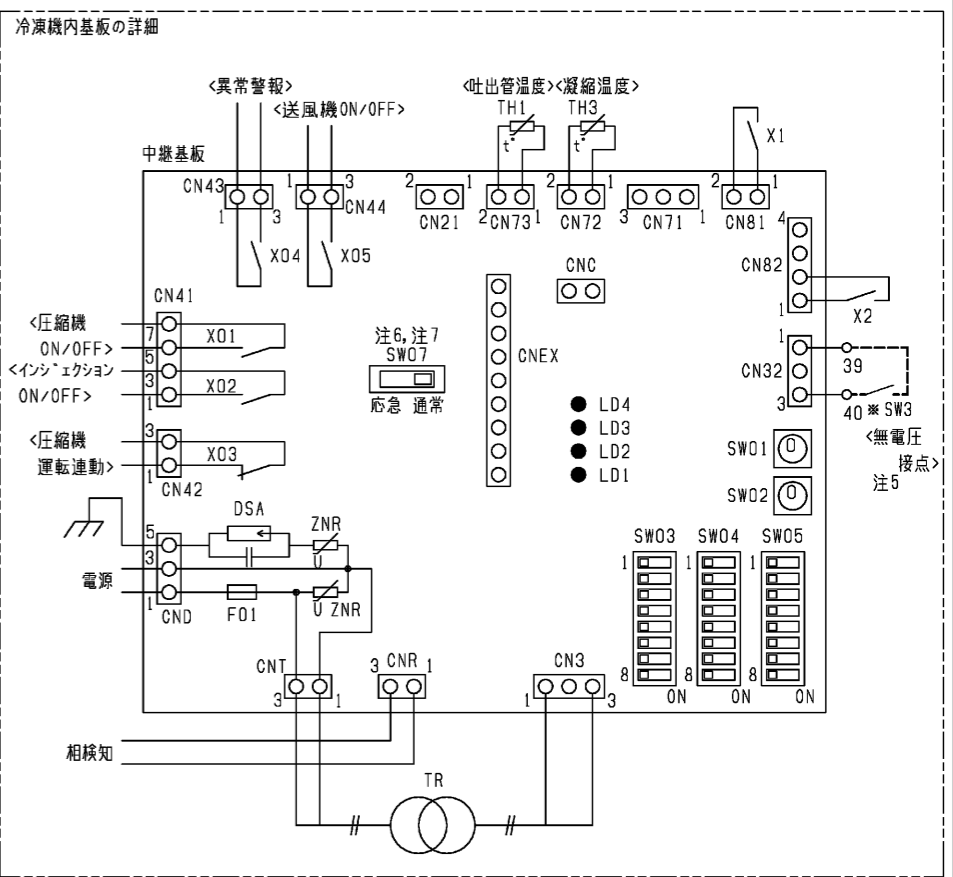 冷凍機内基板の詳細
<異常警報>
<送風機ON/OFF>
<吐出管温度><凝縮温度>
TH1
TH3
t°
t°
X1
中継基板
CN43
1
3
1
3
CN44
2
1
CN21
2
CN73
1
2
1
CN72
3
CN71
1
2
1
CN81
X04
X05
4
CN82
1
X2
CNC
CNEX
CN41
<圧縮機
ON/OFF>
7
5
X01
<インジェクション
ON/OFF>
3
1
X02
<圧縮機
運転連動>
3
1
X03
CN42
注6,注7
SW07
応急 通常
LD4
LD3
LD2
LD1
1
CN32
3
39
40 ※ SW3
<無電圧
接点>
注5
SW01
0
SW02
0
DSA
ZNR
U
5
3
1
電源
CND
F01
U ZNR
SW03
SW04
SW05
1
1
1
8
8
8
ON
ON
ON
CNT
3
1
3
CNR
1
CN3
1
3
相検知
TR